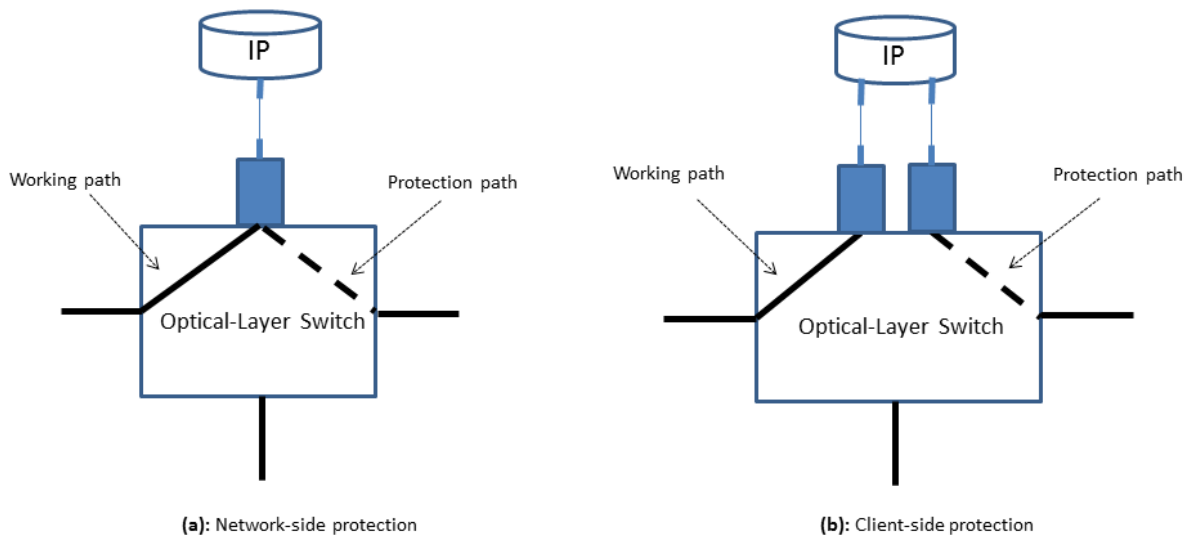 IP
Working path
Protection path
Optical-Layer Switch
(a): Network-side protection
IP
Working path
Protection path
Optical-Layer Switch
(b): Client-side protection